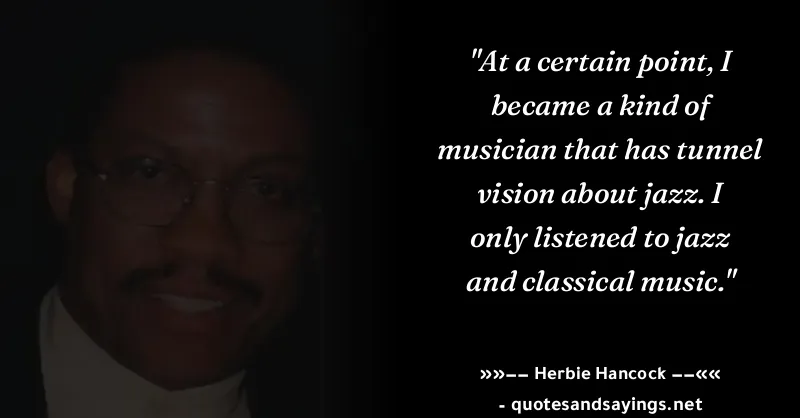 "At a certain point, I
became a kind of
musician that has tunnel
vision about jazz. I
only listened to jazz
and classical music."
»»―― Herbie Hancock ――««
- quotesandsayings.net